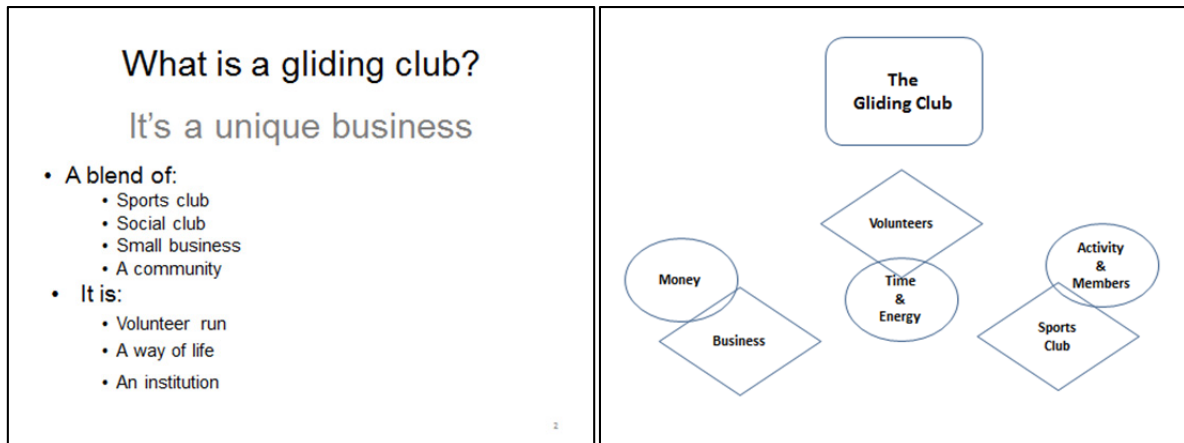 What is a gliding club?
It's a unique business
• A blend of:
• Sports club
• Social club
• Small business
• A community
• It is:
• Volunteer run
• A way of life
• An institution
2
The
Gliding Club
Volunteers
Money
Time
&
Energy
Activity
&
Members
Business
Sports
Club